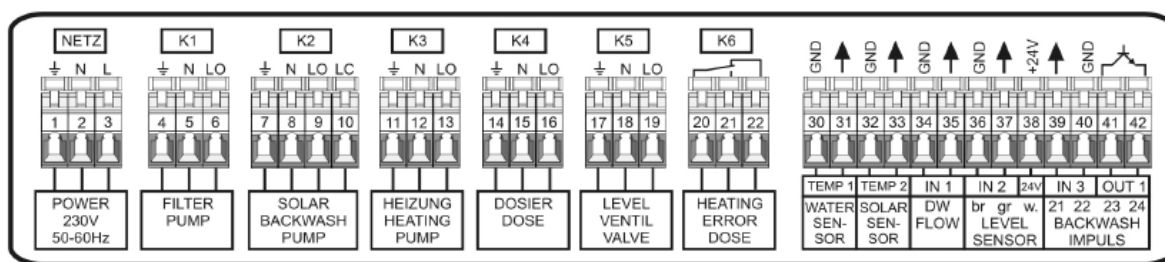 NETZ K1 K2 K3 K4 K5 K6
GND GND GND GND +24V GND
⏚ N L ⏚ N LO ⏚ N LO LC ⏚ N LO ⏚ N LO ⏚ N LO
1 2 3 4 5 6 7 8 9 10 11 12 13 14 15 16 17 18 19 20 21 22 30 31 32 33 34 35 36 37 38 39 40 41 42
POWER
230V
50-60Hz
FILTER
PUMP
SOLAR
BACKWASH
PUMP
HEIZUNG
HEATING
PUMP
DOSIER
DOSE
LEVEL
VENTIL
VALVE
HEATING
ERROR
DOSE
TEMP 1 TEMP 2 IN 1 IN 2 24V IN 3 OUT 1
WATER
SEN-
SOR
SOLAR
SEN-
SOR
DW
FLOW
br gr w.
LEVEL
SENSOR
21 22 23 24
BACKWASH
IMPULS